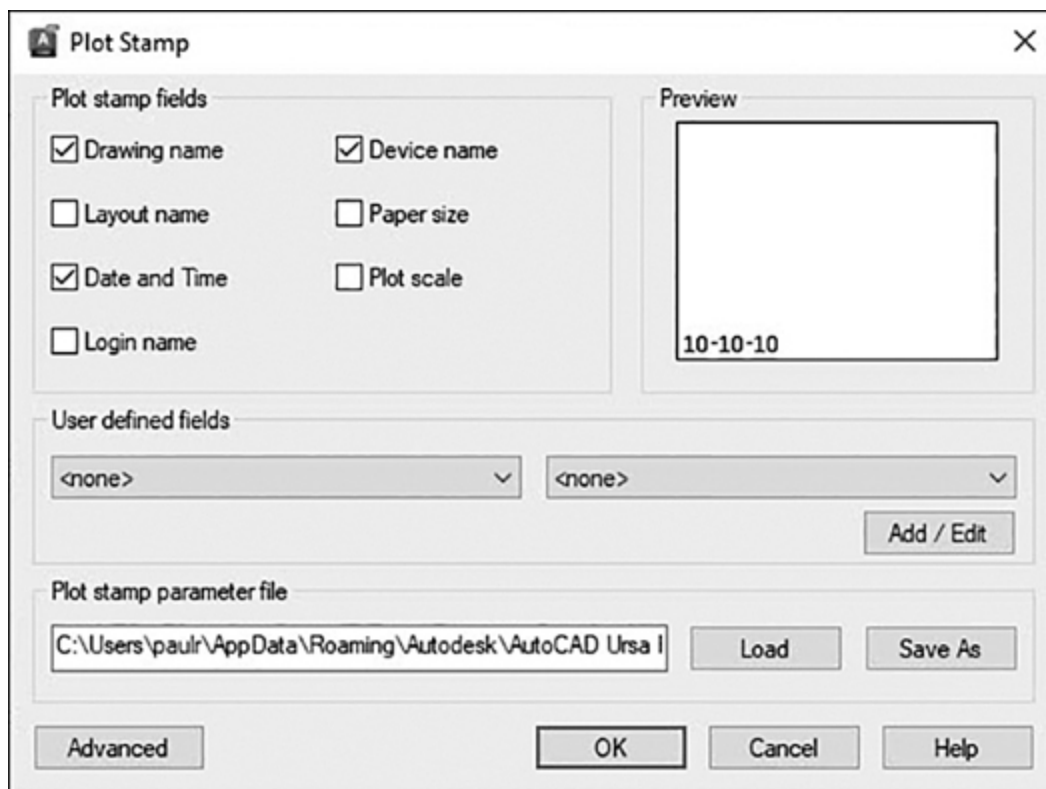 Plot Stamp
Plot stamp fields
Drawing name
Device name
Layout name
Paper size
Date and Time
Plot scale
Login name
Preview
10-10-10
User defined fields
<none>
<none>
Add / Edit
Plot stamp parameter file
C:\Users\paulr\AppData\Roaming\Autodesk\AutoCAD Ursa
Load
Save As
Advanced
OK
Cancel
Help